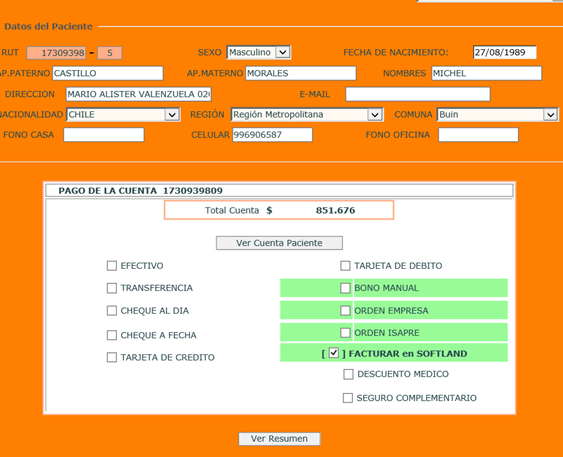 Datos del Paciente
RUT 17309398 - 5 SEXO Masculino FECHA DE NACIMIENTO: 27/08/1989
AP.PATERNO CASTILLO AP.MATERNO MORALES NOMBRES MICHEL
DIRECCION MARIO ALISTER VALENZUELA 020 E-MAIL
NACIONALIDAD CHILE REGIÓN Región Metropolitana COMUNA Buin
FONO CASA CELULAR 996906587 FONO OFICINA
PAGO DE LA CUENTA 1730939809
Total Cuenta $ 851.676
Ver Cuenta Paciente
EFECTIVO TARJETA DE DEBITO
TRANSFERENCIA BONO MANUAL
CHEQUE AL DIA ORDEN EMPRESA
CHEQUE A FECHA ORDEN ISAPRE
TARJETA DE CREDITO [ ] FACTURAR en SOFTLAND
DESCUENTO MEDICO
SEGURO COMPLEMENTARIO
Ver Resumen